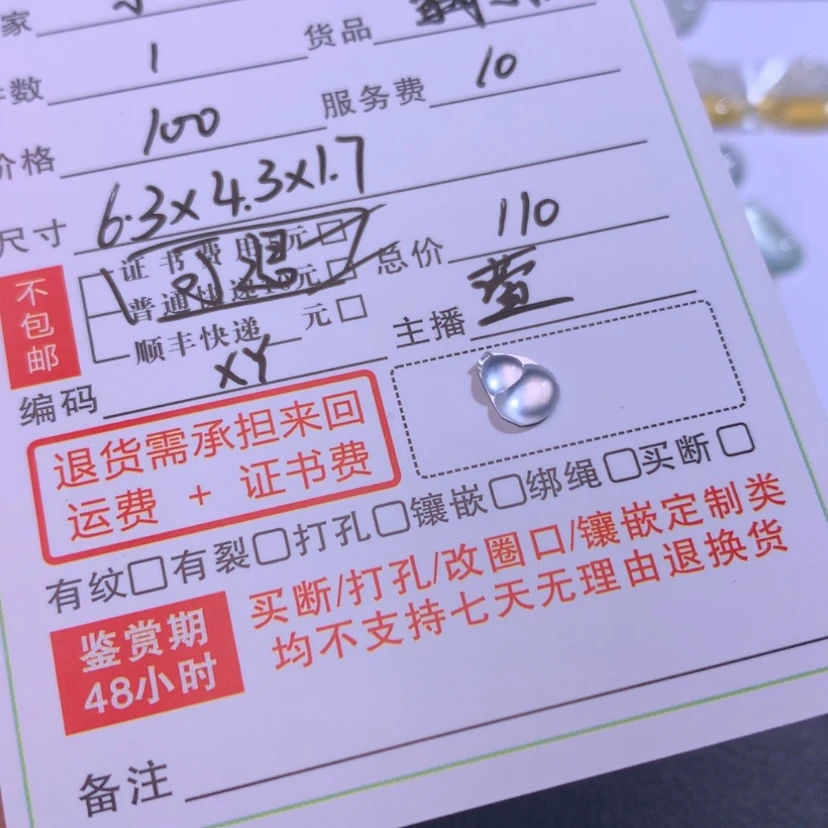 家
货品
件数 1
服务费 10
价格 100
尺寸 6.3×4.3×1.7
总价 110
不包邮
证书费用 元□
普通快递 元□
顺丰快递 元□
主播
编码 XY
退货需承担来回
运费 + 证书费
有纹□有裂□打孔□镶嵌□绑绳□买断□
鉴赏期
48小时
买断/打孔/改圈口/镶嵌定制类
均不支持七天无理由退换货
备注